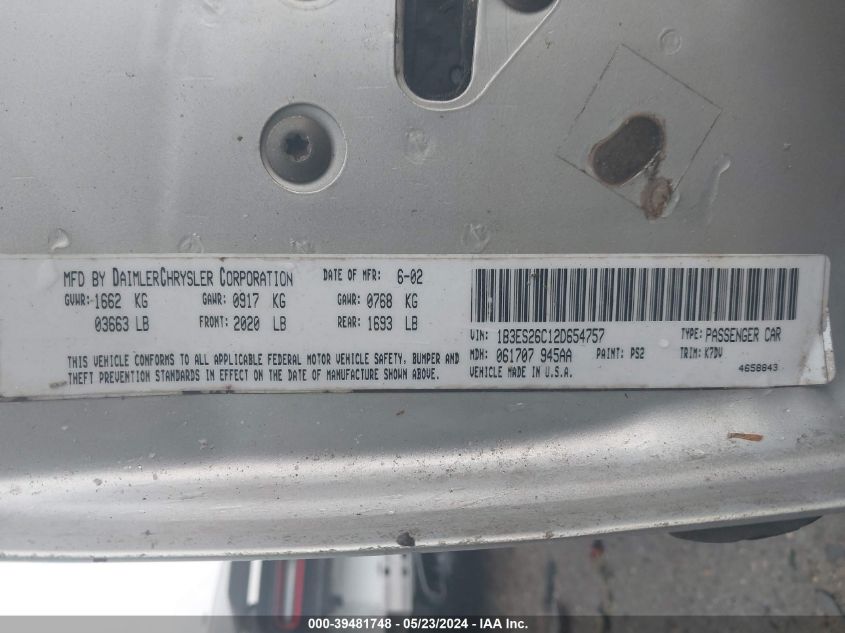 MFD BY DAIMLERCHRYSLER CORPORATION DATE OF MFR: 6-02
GVWR: 1662 KG GAWR: 0917 KG GAWR: 0768 KG
03663 LB FRONT: 2020 LB REAR: 1693 LB
THIS VEHICLE CONFORMS TO ALL APPLICABLE FEDERAL MOTOR VEHICLE SAFETY, BUMPER AND
THEFT PREVENTION STANDARDS IN EFFECT ON THE DATE OF MANUFACTURE SHOWN ABOVE.
VIN: 1B3ES26C12D654757 TYPE: PASSENGER CAR
MDH: 061707 945AA PAINT: PS2 TRIM: K7DV
VEHICLE MADE IN U.S.A. 4658843
000-39481748 - 05/23/2024 - IAA Inc.